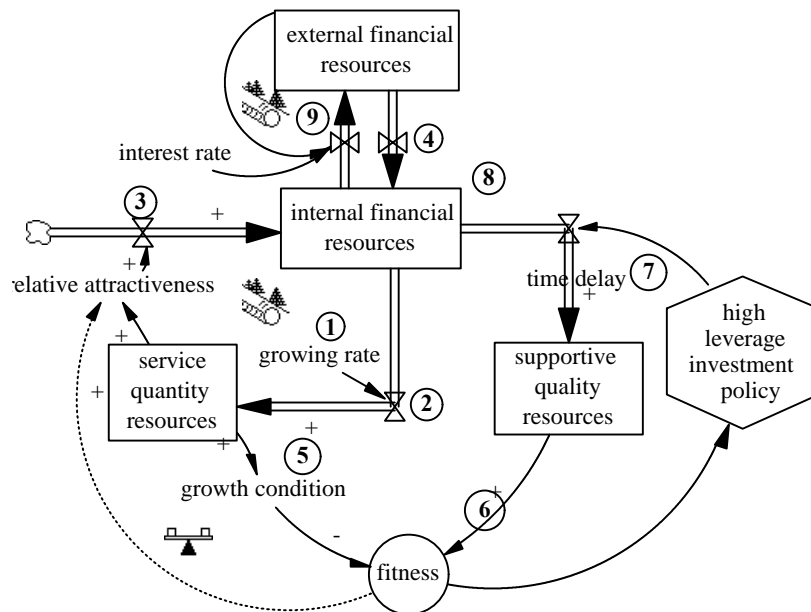 external financial
resources
9
4
interest rate
8
3
+
internal financial
resources
+
relative attractiveness
time delay
7
+
1
growing rate
high
leverage
investment
policy
+
service
quantity
resources
supportive
quality
resources
+
2
+
+
5
growth condition
+
6
-
fitness